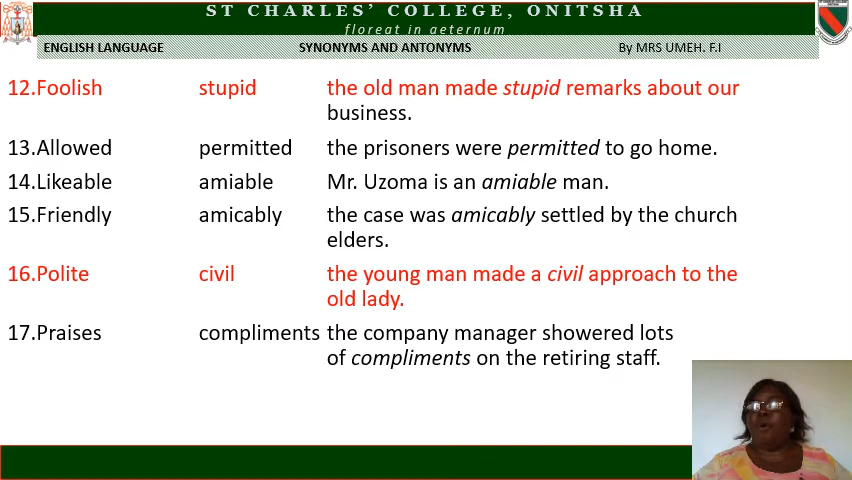 ST CHARLES' COLLEGE, ONITSHA
floreat in aeternum
ENGLISH LANGUAGE SYNONYMS AND ANTONYMS By MRS UMEH. F.I
12.Foolish stupid the old man made stupid remarks about our
business.
13.Allowed permitted the prisoners were permitted to go home.
14.Likeable amiable Mr. Uzoma is an amiable man.
15.Friendly amicably the case was amicably settled by the church
elders.
16.Polite civil the young man made a civil approach to the
old lady.
17.Praises compliments the company manager showered lots
of compliments on the retiring staff.